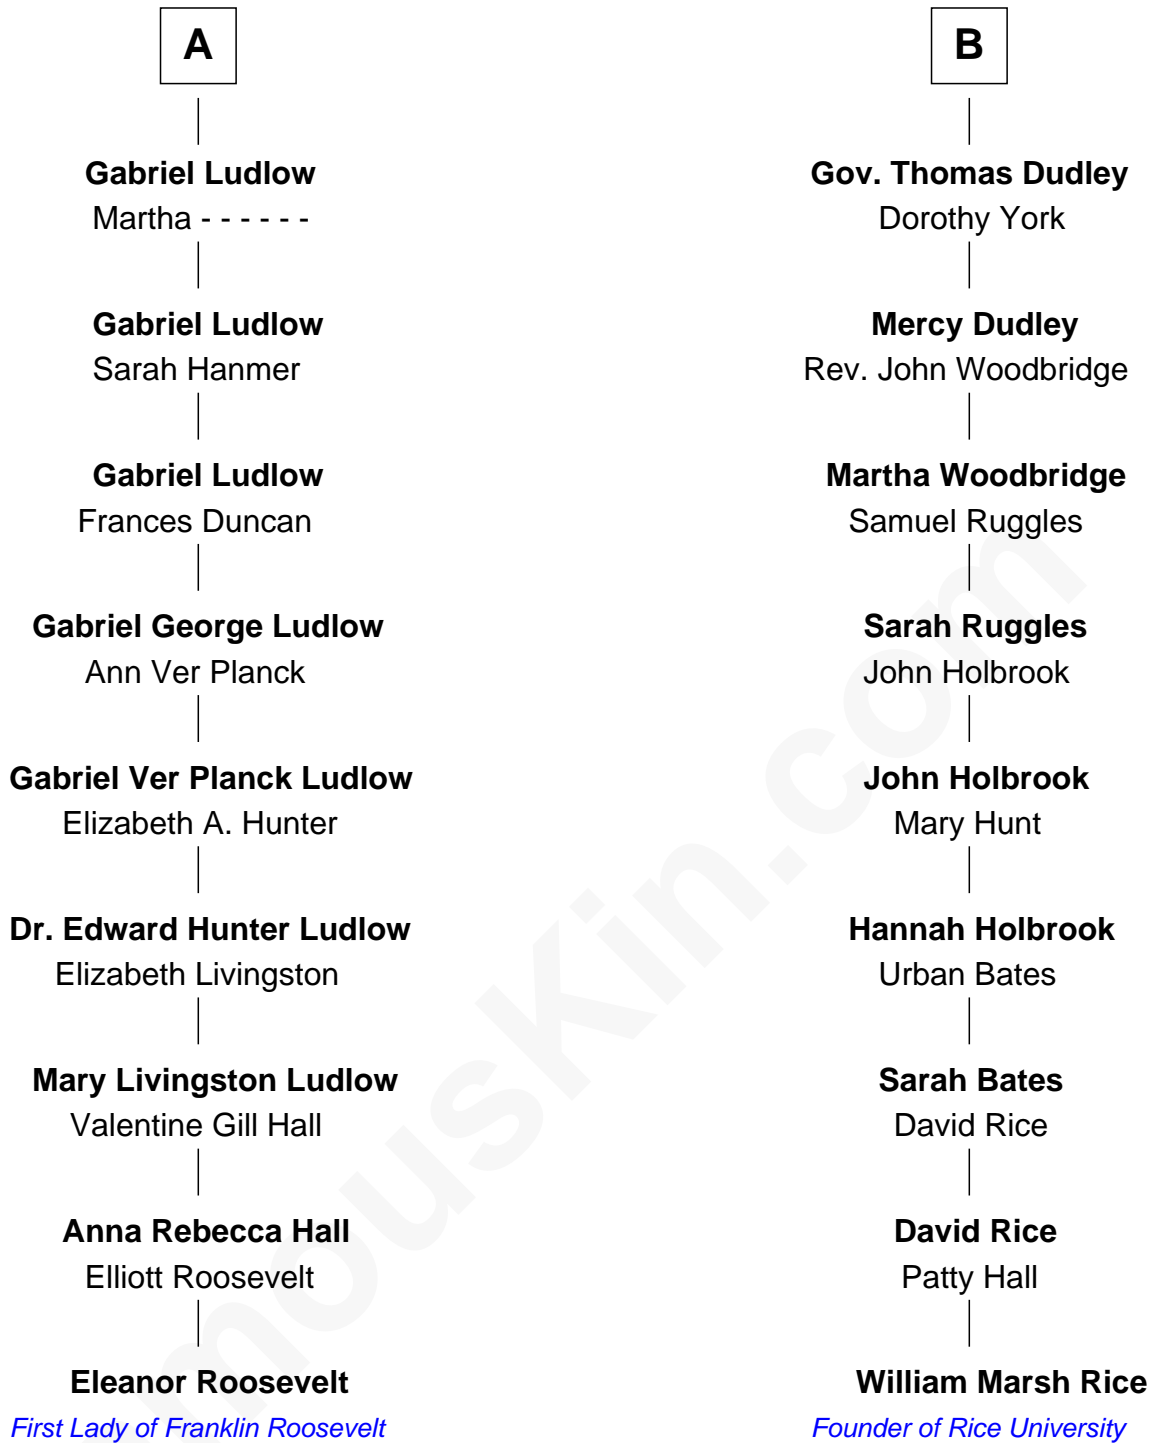 A
B
Gabriel Ludlow
Gov. Thomas Dudley
Martha - - - - - -
Dorothy York
Gabriel Ludlow
Mercy Dudley
Sarah Hanmer
Rev. John Woodbridge
Gabriel Ludlow
Martha Woodbridge
Frances Duncan
Samuel Ruggles
Gabriel George Ludlow
Sarah Ruggles
Ann Ver Planck
John Holbrook
Gabriel Ver Planck Ludlow
John Holbrook
Elizabeth A. Hunter
Mary Hunt
Dr. Edward Hunter Ludlow
Hannah Holbrook
Elizabeth Livingston
Urban Bates
Mary Livingston Ludlow
Sarah Bates
Valentine Gill Hall
David Rice
Anna Rebecca Hall
David Rice
Elliott Roosevelt
Patty Hall
Eleanor Roosevelt
William Marsh Rice
First Lady of Franklin Roosevelt
Founder of Rice University
mousKin.com